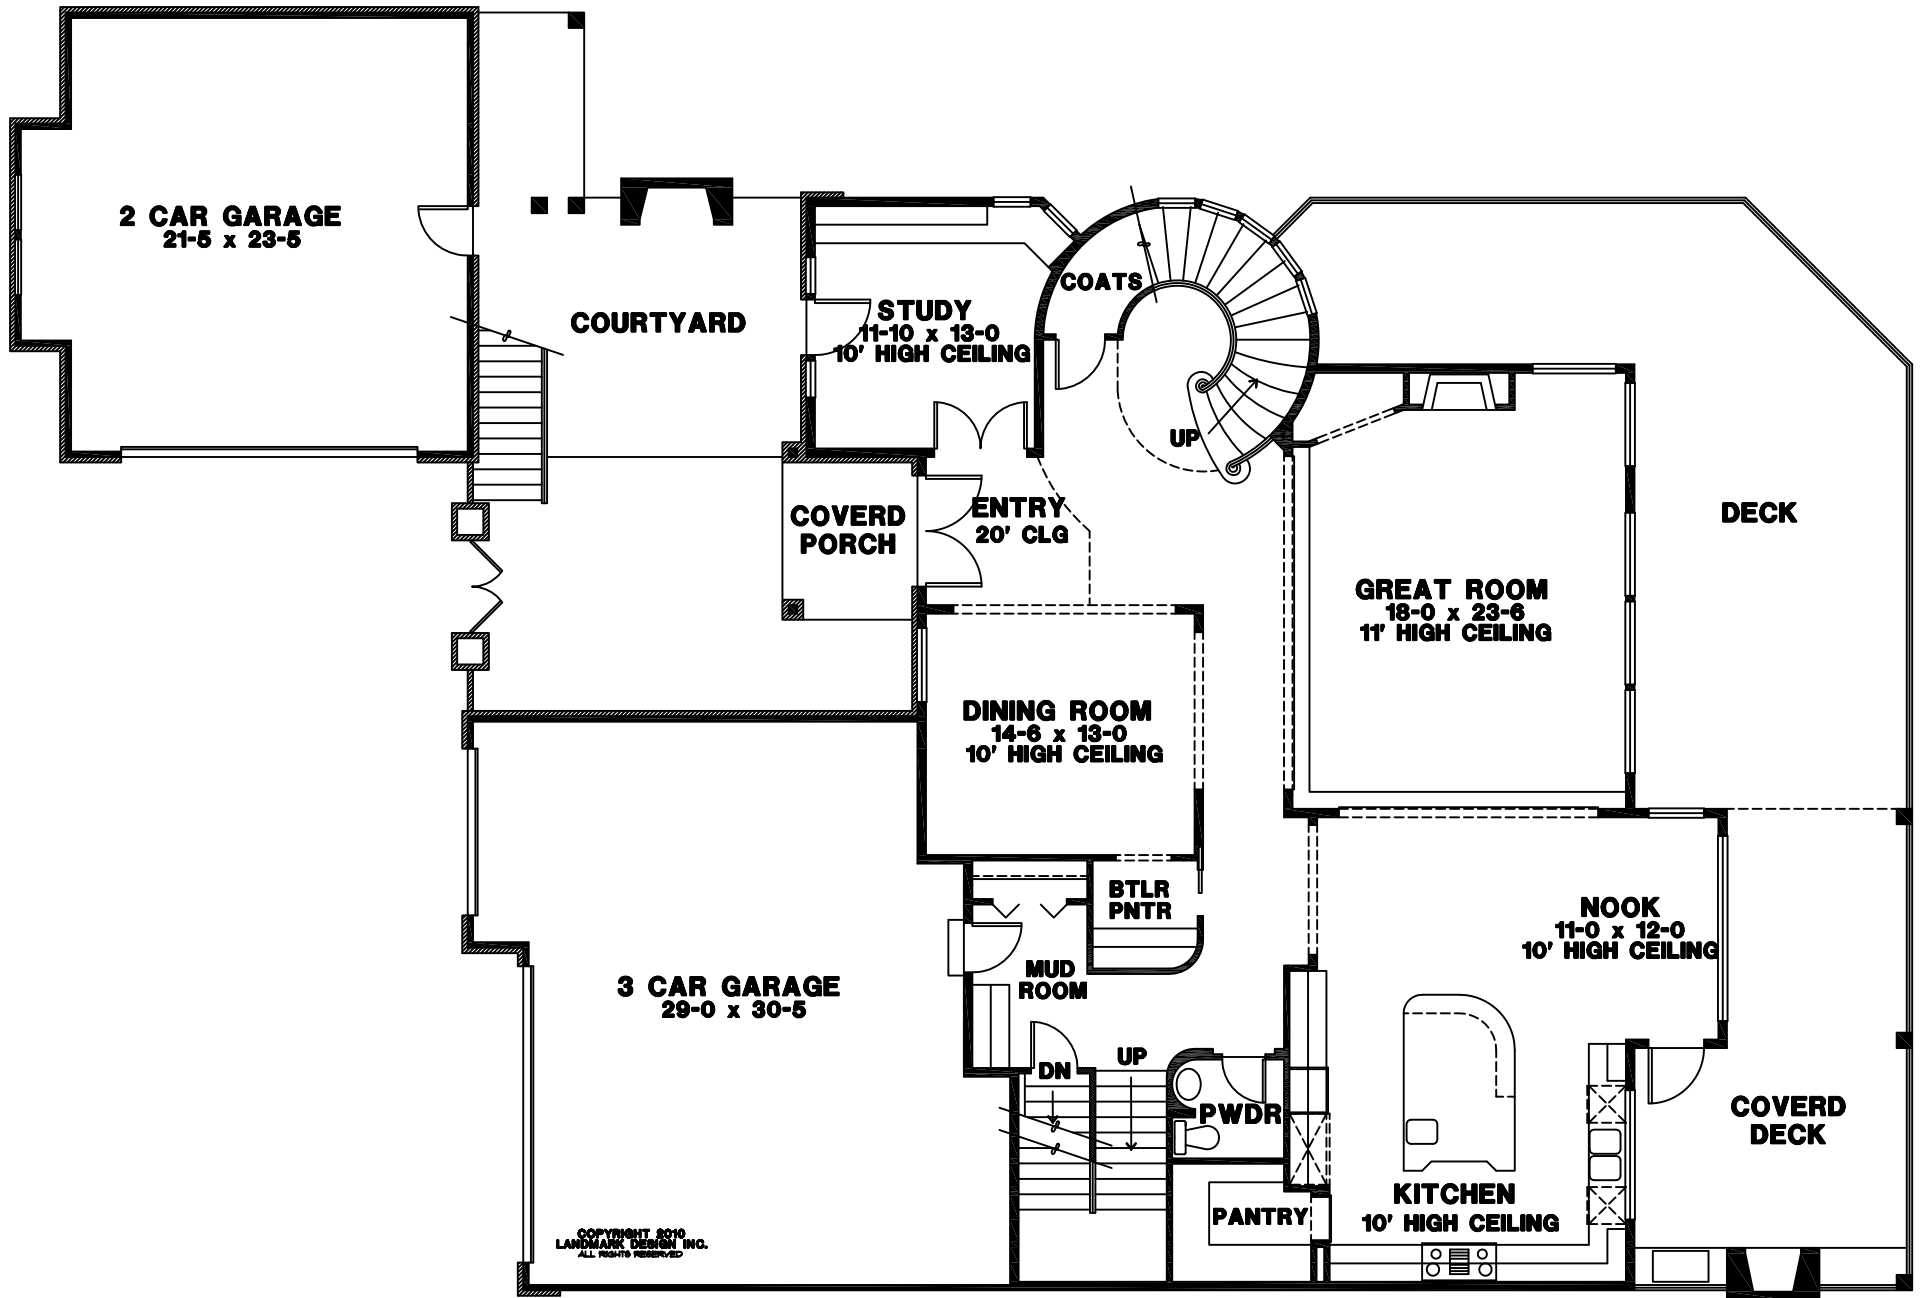 2 CAR GARAGE
21-5 x 23-5
COURTYARD
STUDY
11-10 x 13-0
10' HIGH CEILING
COATS
UP
COVERD
PORCH
ENTRY
20' CLG
DECK
GREAT ROOM
18-0 x 23-6
11' HIGH CEILING
DINING ROOM
14-6 x 13-0
10' HIGH CEILING
BTLR
PNTR
NOOK
11-0 x 12-0
10' HIGH CEILING
3 CAR GARAGE
29-0 x 30-5
MUD
ROOM
DN
UP
PWDR
COVERD
DECK
KITCHEN
10' HIGH CEILING
PANTRY
COPYRIGHT 2010
LANDMARK DESIGN INC.
ALL RIGHTS RESERVED